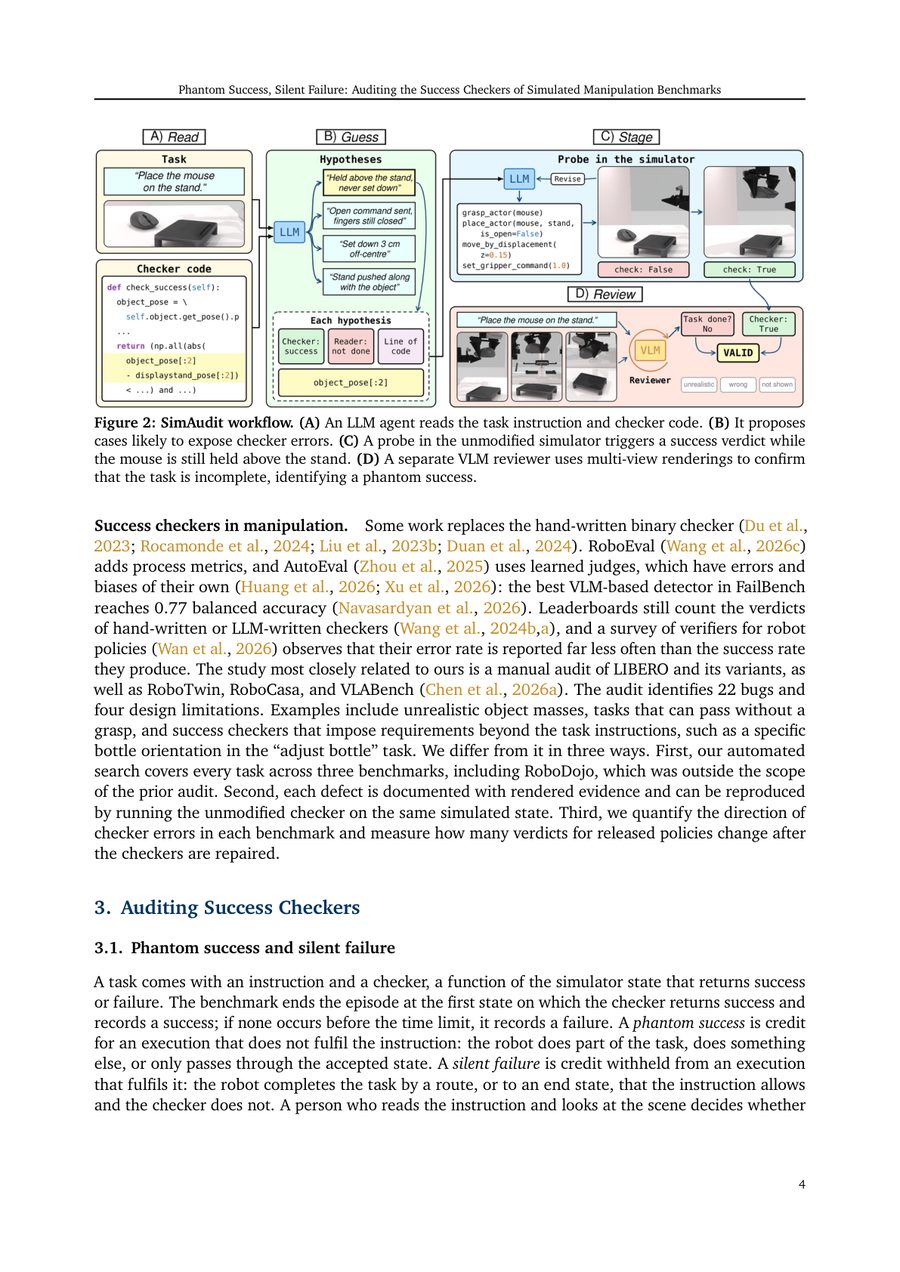 Phantom Success, Silent Failure: Auditing the Success Checkers of Simulated Manipulation Benchmarks
A) Read
Task
"Place the mouse
on the stand."
Checker code
def check_success(self):
object_pose = \
self.object.get_pose().p
...
return (np.all(abs(
object_pose[:2]
- displaystand_pose[:2])
< ...) and ...)
B) Guess
Hypotheses
LLM
"Held above the stand,
never set down"
"Open command sent,
fingers still closed"
"Set down 3 cm
off-centre"
"Stand pushed along
with the object"
Each hypothesis
Checker:
success
Reader:
not done
Line of
code
object_pose[:2]
C) Stage
Probe in the simulator
LLM
Revise
grasp_actor(mouse)
place_actor(mouse, stand,
is_open=False)
move_by_displacement(
z=0.15)
set_gripper_command(1.0)
check: False
check: True
D) Review
"Place the mouse on the stand."
VLM
Reviewer
Task done?
No
Checker:
True
VALID
unrealistic
wrong
not shown
Figure 2: SimAudit workflow. (A) An LLM agent reads the task instruction and checker code. (B) It proposes
cases likely to expose checker errors. (C) A probe in the unmodified simulator triggers a success verdict while
the mouse is still held above the stand. (D) A separate VLM reviewer uses multi-view renderings to confirm
that the task is incomplete, identifying a phantom success.
Success checkers in manipulation. Some work replaces the hand-written binary checker (Du et al.,
2023; Rocamonde et al., 2024; Liu et al., 2023b; Duan et al., 2024). RoboEval (Wang et al., 2026c)
adds process metrics, and AutoEval (Zhou et al., 2025) uses learned judges, which have errors and
biases of their own (Huang et al., 2026; Xu et al., 2026): the best VLM-based detector in FailBench
reaches 0.77 balanced accuracy (Navasardyan et al., 2026). Leaderboards still count the verdicts
of hand-written or LLM-written checkers (Wang et al., 2024b,a), and a survey of verifiers for robot
policies (Wan et al., 2026) observes that their error rate is reported far less often than the success rate
they produce. The study most closely related to ours is a manual audit of LIBERO and its variants, as
well as RoboTwin, RoboCasa, and VLABench (Chen et al., 2026a). The audit identifies 22 bugs and
four design limitations. Examples include unrealistic object masses, tasks that can pass without a
grasp, and success checkers that impose requirements beyond the task instructions, such as a specific
bottle orientation in the "adjust bottle" task. We differ from it in three ways. First, our automated
search covers every task across three benchmarks, including RoboDojo, which was outside the scope
of the prior audit. Second, each defect is documented with rendered evidence and can be reproduced
by running the unmodified checker on the same simulated state. Third, we quantify the direction of
checker errors in each benchmark and measure how many verdicts for released policies change after
the checkers are repaired.
3. Auditing Success Checkers
3.1. Phantom success and silent failure
A task comes with an instruction and a checker, a function of the simulator state that returns success
or failure. The benchmark ends the episode at the first state on which the checker returns success and
records a success; if none occurs before the time limit, it records a failure. A phantom success is credit
for an execution that does not fulfil the instruction: the robot does part of the task, does something
else, or only passes through the accepted state. A silent failure is credit withheld from an execution
that fulfils it: the robot completes the task by a route, or to an end state, that the instruction allows
and the checker does not. A person who reads the instruction and looks at the scene decides whether
4